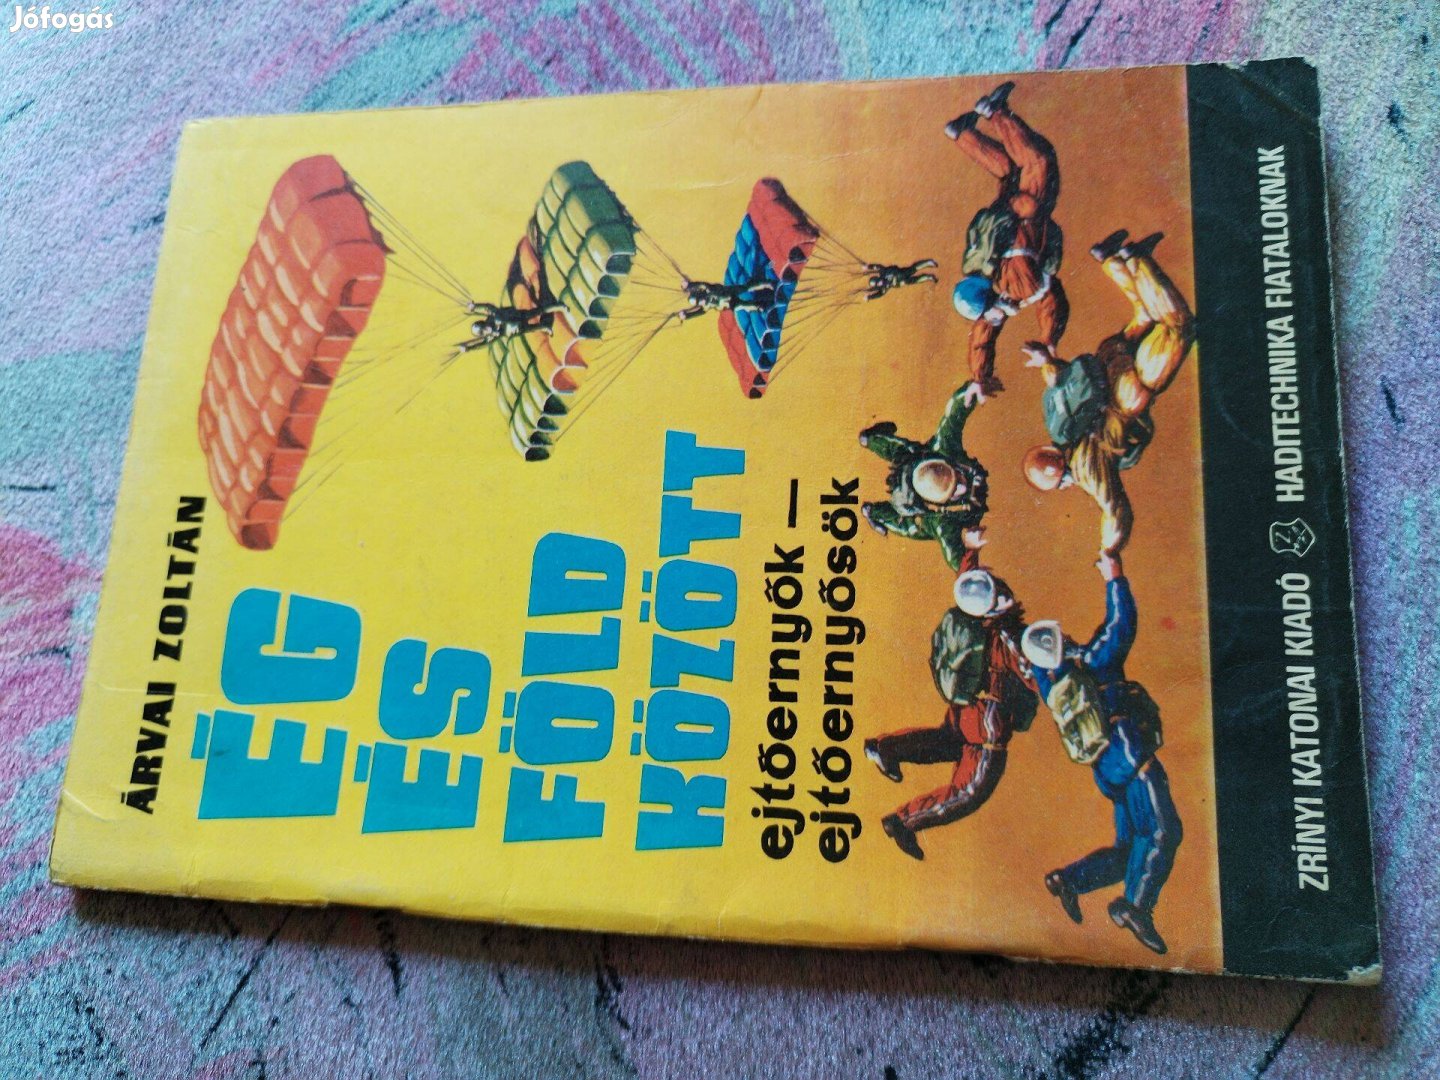 Jófogás
ÁRVAI ZOLTÁN
ÉG
ÉS
FÖLD
KÖZÖTT
ejtőernyők —
ejtőernyősök
ZRÍNYI KATONAI KIADÓ Z HADITECHNIKA FIATALOKNAK